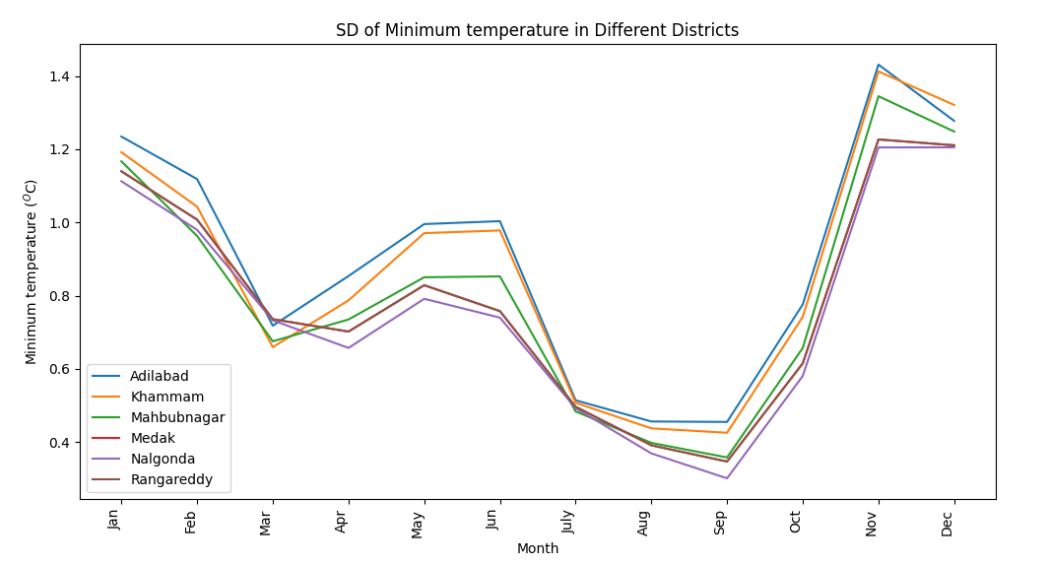 SD of Minimum temperature in Different Districts
Minimum temperature (°C)
1.4
1.2
1.0
0.8
0.6
0.4
Adilabad
Khammam
Mahbubnagar
Medak
Nalgonda
Rangareddy
Jan
Feb
Mar
Apr
May
Jun
July
Aug
Sep
Oct
Nov
Dec
Month